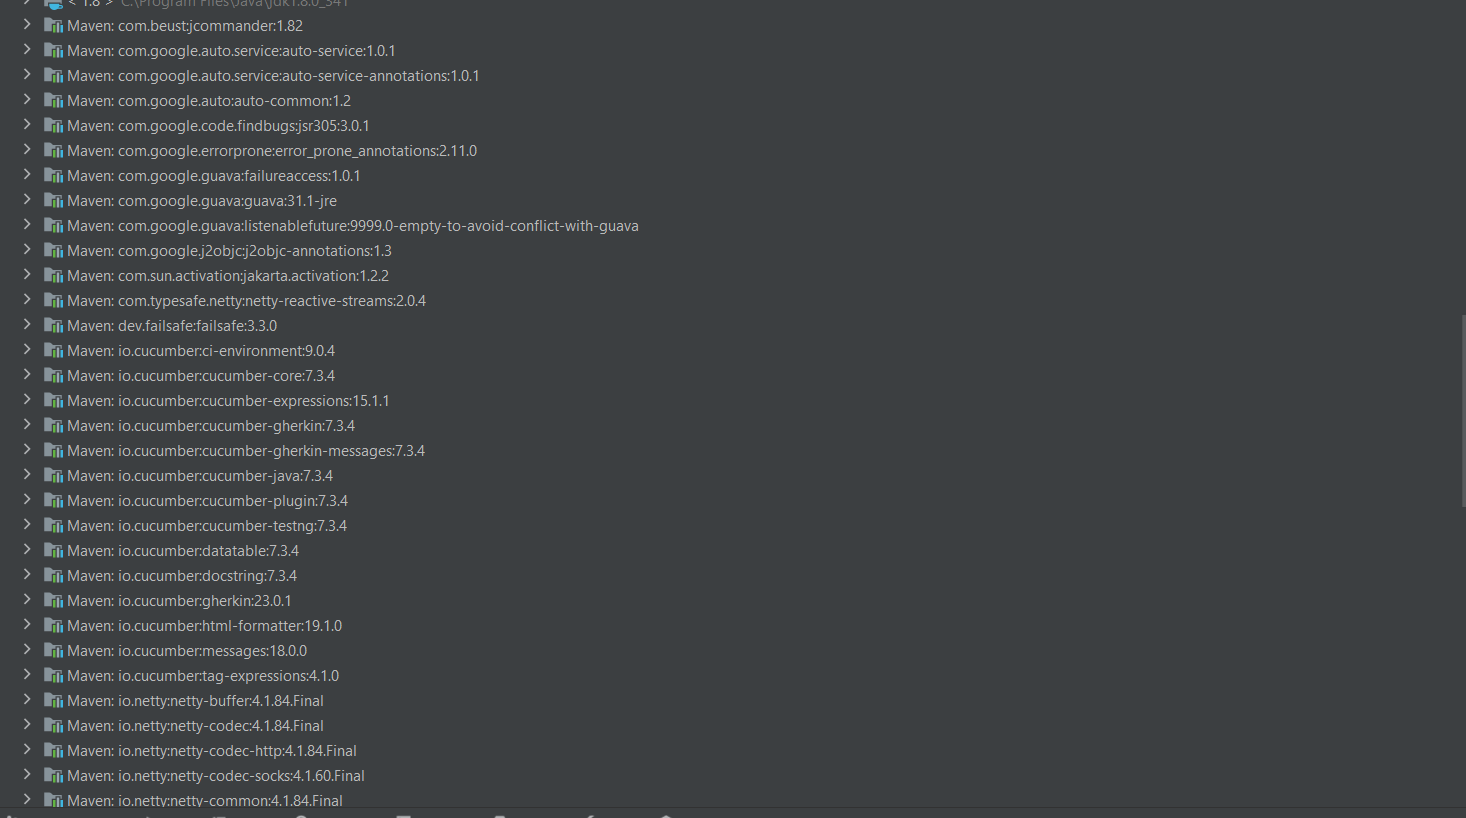 < 1.8 > C:\Program Files\Java\jdk1.8.0_341
Maven: com.beust:jcommander:1.82
Maven: com.google.auto.service:auto-service:1.0.1
Maven: com.google.auto.service:auto-service-annotations:1.0.1
Maven: com.google.auto:auto-common:1.2
Maven: com.google.code.findbugs:jsr305:3.0.1
Maven: com.google.errorprone:error_prone_annotations:2.11.0
Maven: com.google.guava:failureaccess:1.0.1
Maven: com.google.guava:guava:31.1-jre
Maven: com.google.guava:listenablefuture:9999.0-empty-to-avoid-conflict-with-guava
Maven: com.google.j2objc:j2objc-annotations:1.3
Maven: com.sun.activation:jakarta.activation:1.2.2
Maven: com.typesafe.netty:netty-reactive-streams:2.0.4
Maven: dev.failsafe:failsafe:3.3.0
Maven: io.cucumber:ci-environment:9.0.4
Maven: io.cucumber:cucumber-core:7.3.4
Maven: io.cucumber:cucumber-expressions:15.1.1
Maven: io.cucumber:cucumber-gherkin:7.3.4
Maven: io.cucumber:cucumber-gherkin-messages:7.3.4
Maven: io.cucumber:cucumber-java:7.3.4
Maven: io.cucumber:cucumber-plugin:7.3.4
Maven: io.cucumber:cucumber-testng:7.3.4
Maven: io.cucumber:datatable:7.3.4
Maven: io.cucumber:docstring:7.3.4
Maven: io.cucumber:gherkin:23.0.1
Maven: io.cucumber:html-formatter:19.1.0
Maven: io.cucumber:messages:18.0.0
Maven: io.cucumber:tag-expressions:4.1.0
Maven: io.netty:netty-buffer:4.1.84.Final
Maven: io.netty:netty-codec:4.1.84.Final
Maven: io.netty:netty-codec-http:4.1.84.Final
Maven: io.netty:netty-codec-socks:4.1.60.Final
Maven: io.netty:netty-common:4.1.84.Final